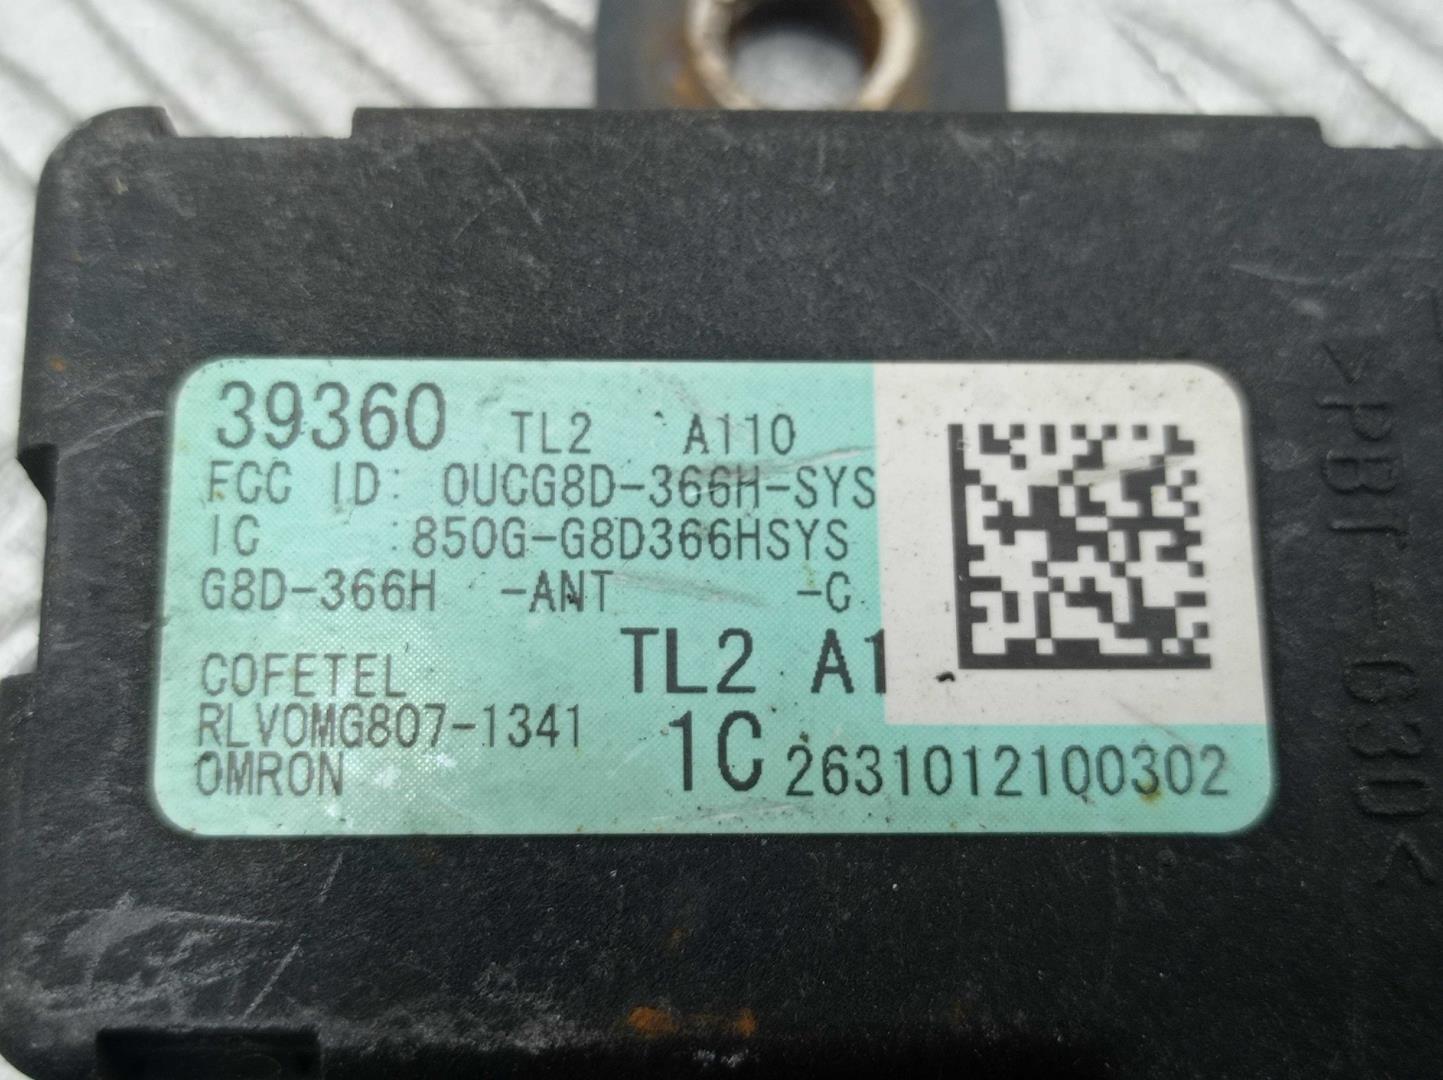 39360 TL2 A110
FCC ID: OUCG8D-366H-SYS
IC :850G-G8D366HSYS
G8D-366H -ANT -C
TL2 A1
COFETEL
RLVOMG807-1341
1C 2631012100302
OMRON
>PBT-G30<